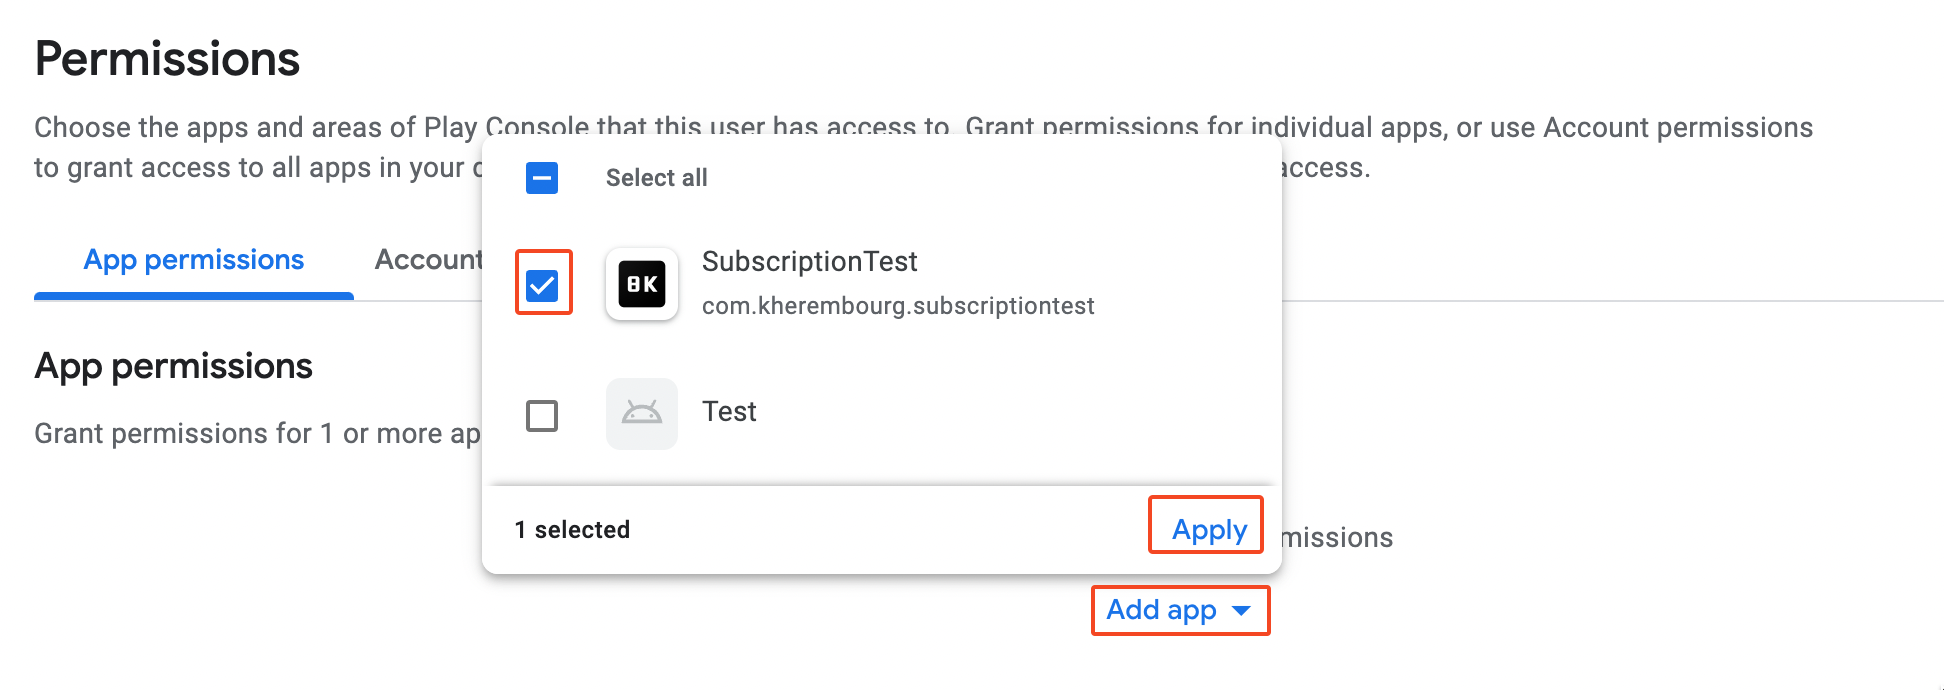 Permissions
Choose the apps and areas of Play Console that this user has access to. Grant permissions for individual apps, or use Account permissions
to grant access to all apps in your
access.
Select all
App permissions
Account
8K
SubscriptionTest
com.kherembourg.subscriptiontest
App permissions
Test
Grant permissions for 1 or more ap
1 selected
Apply
missions
Add app